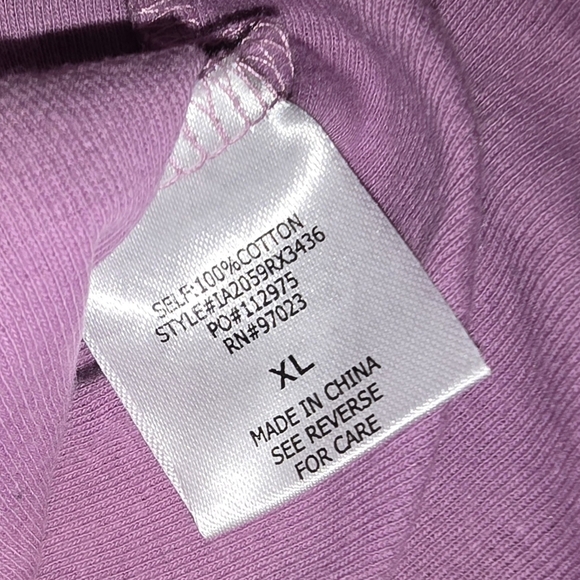 SELF:100%COTTON
STYLE#IA2059RX3436
PO#112975
RN#97023
XL
MADE IN CHINA
SEE REVERSE
FOR CARE